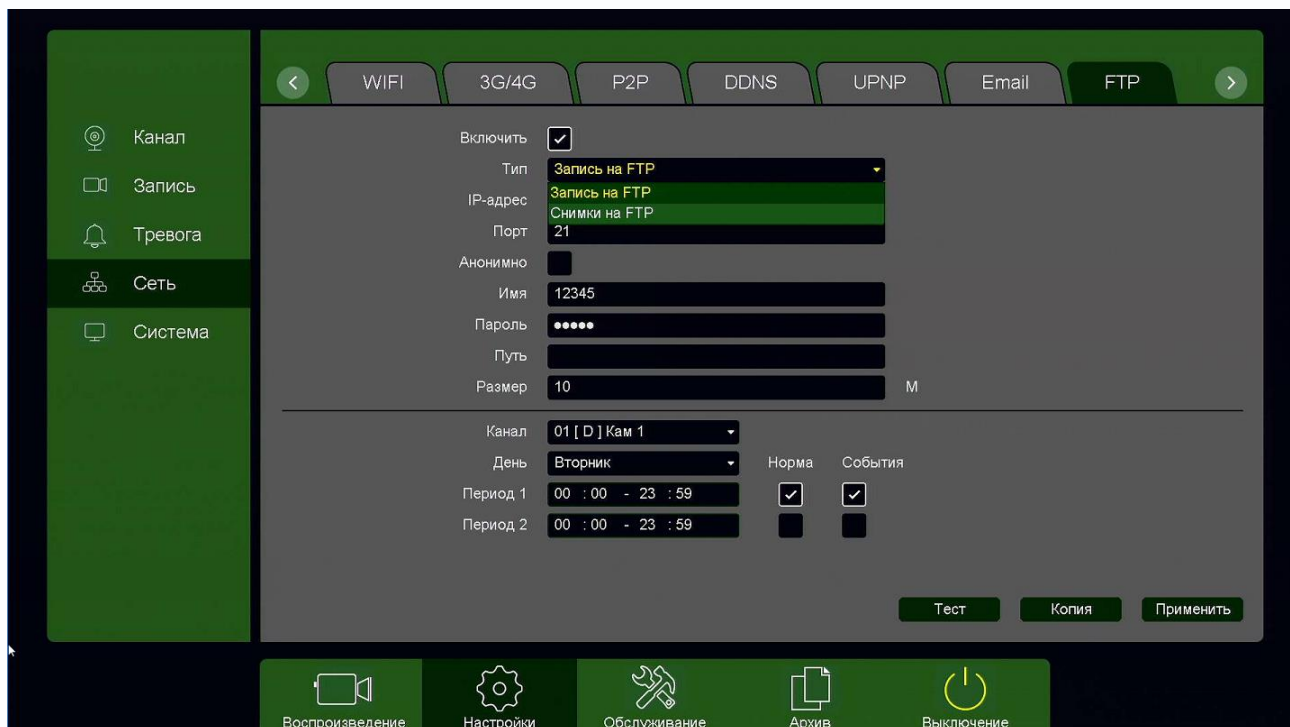 WIFI 3G/4G P2P DDNS UPNP Email FTP
Канал
Запись
Тревога
Сеть
Система
Включить
Тип Запись на FTP
Запись на FTP
IP-адрес
Снимки на FTP
Порт 21
Анонимно
Имя 12345
Пароль •••••
Путь
Размер 10 М
Канал 01 [ D ] Кам 1
День Вторник Норма События
Период 1 00 : 00 - 23 : 59
Период 2 00 : 00 - 23 : 59
Тест Копия Применить
Воспроизведение Настройки Обслуживание Архив Выключение